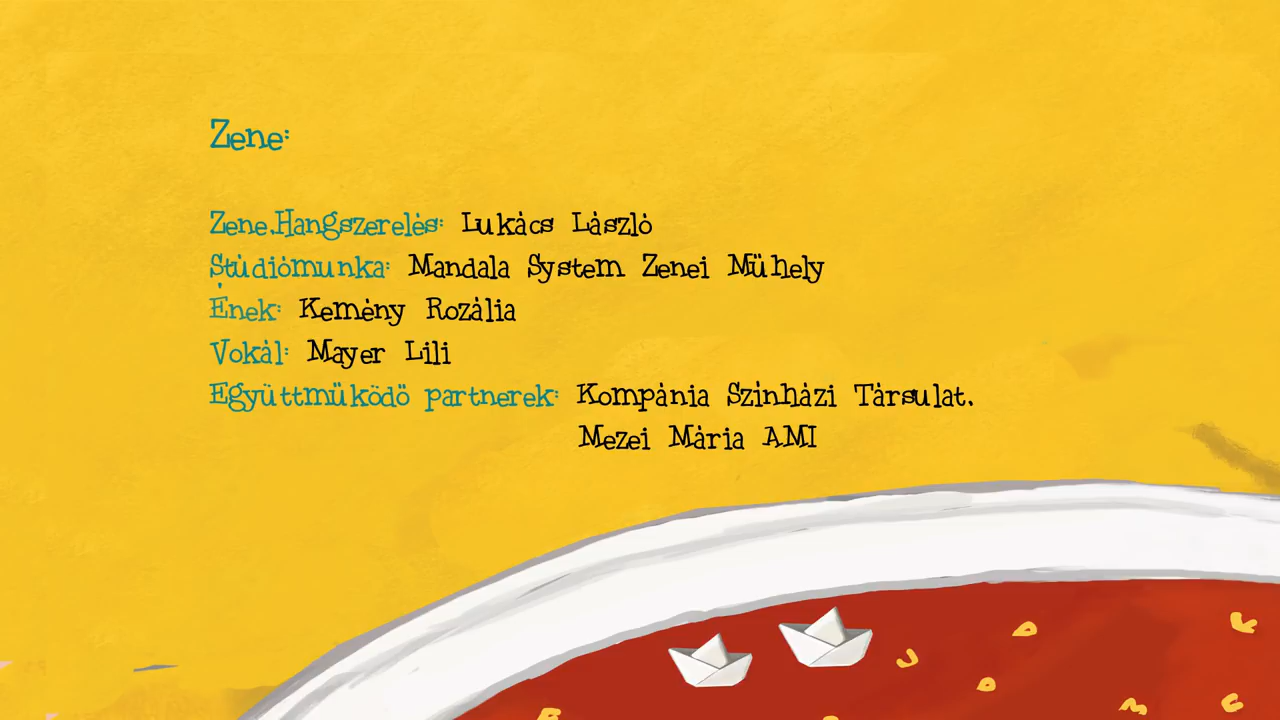 Zene:
Zene,Hangszerelés: Lukács László
Stúdiómunka: Mandala System Zenei Műhely
Ének: Kemény Rozália
Vokál: Mayer Lili
Együttműködő partnerek: Kompánia Színházi Társulat,
Mezei Mária AMI